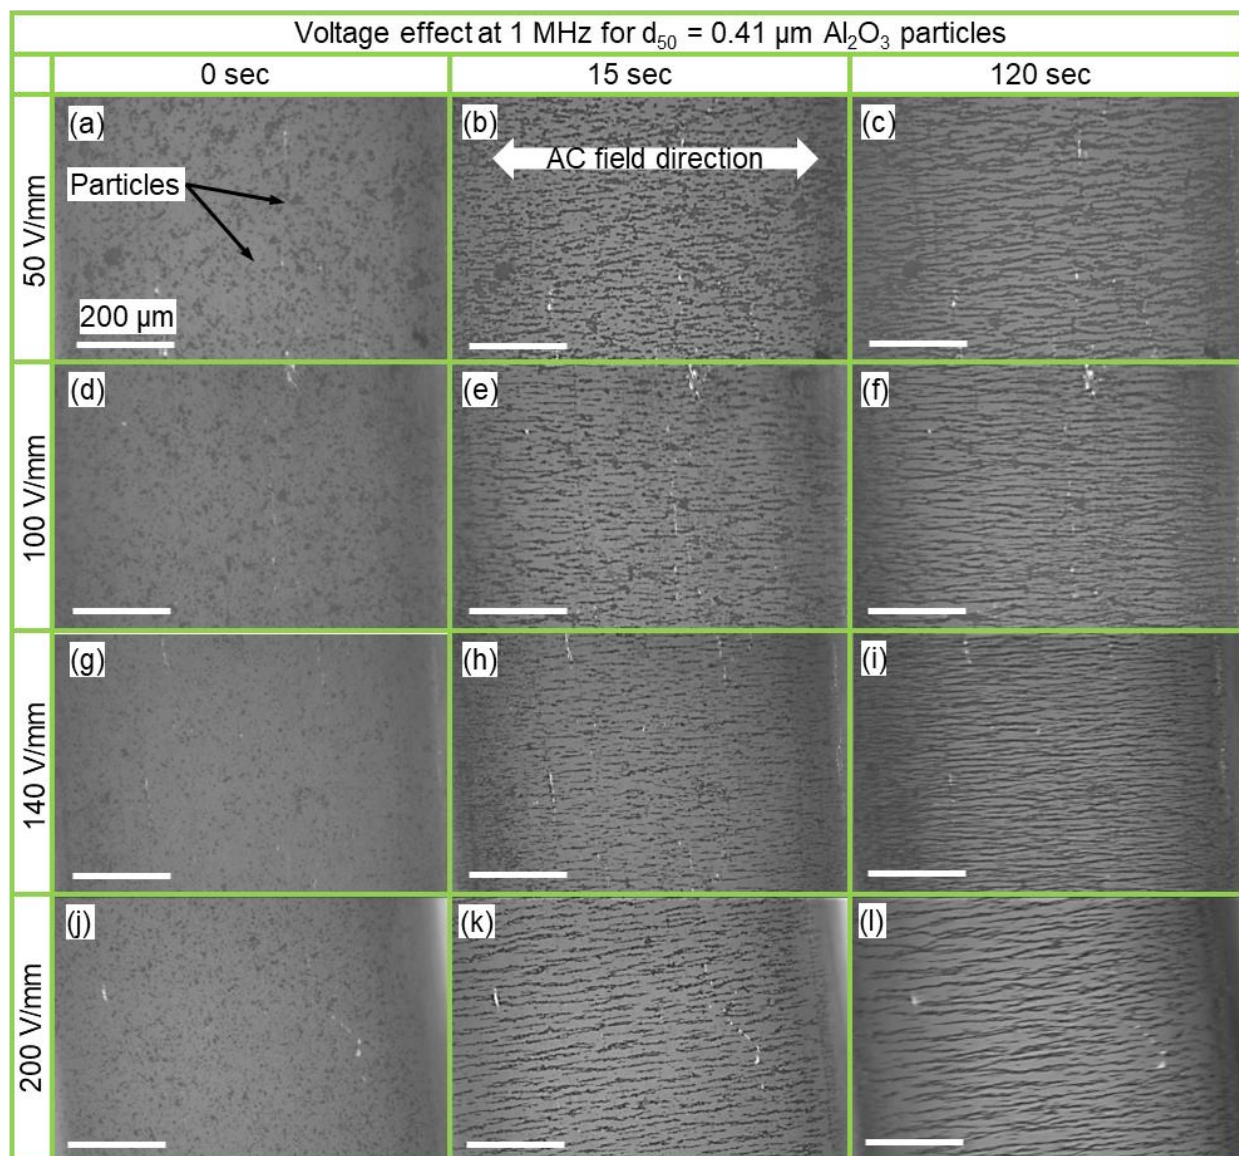 Voltage effect at 1 MHz for d₅₀ = 0.41 µm Al₂O₃ particles
0 sec 15 sec 120 sec
50 V/mm
(a) (b) (c)
AC field direction
Particles
200 µm
100 V/mm
(d) (e) (f)
140 V/mm
(g) (h) (i)
200 V/mm
(j) (k) (l)